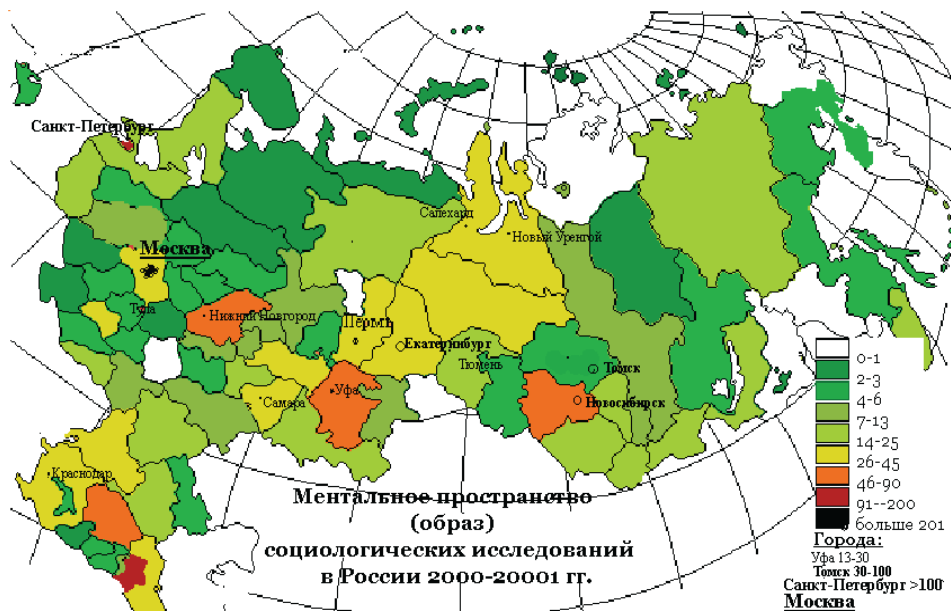 Санкт-Петербург
Салехард
Новый Уренгой
Москва
Тула
Нижний Новгород
Пермь
Екатеринбург
Тюмень
Томск
Самара
Уфа
Новосибирск
Краснодар
Ментальное пространство
(образ)
социологических исследований
в России 2000-20001 гг.
0-1
2-3
4-6
7-13
14-25
26-45
46-90
91--200
больше 201
Города:
Уфа 13-30
Томск 30-100
Санкт-Петербург >100
Москва